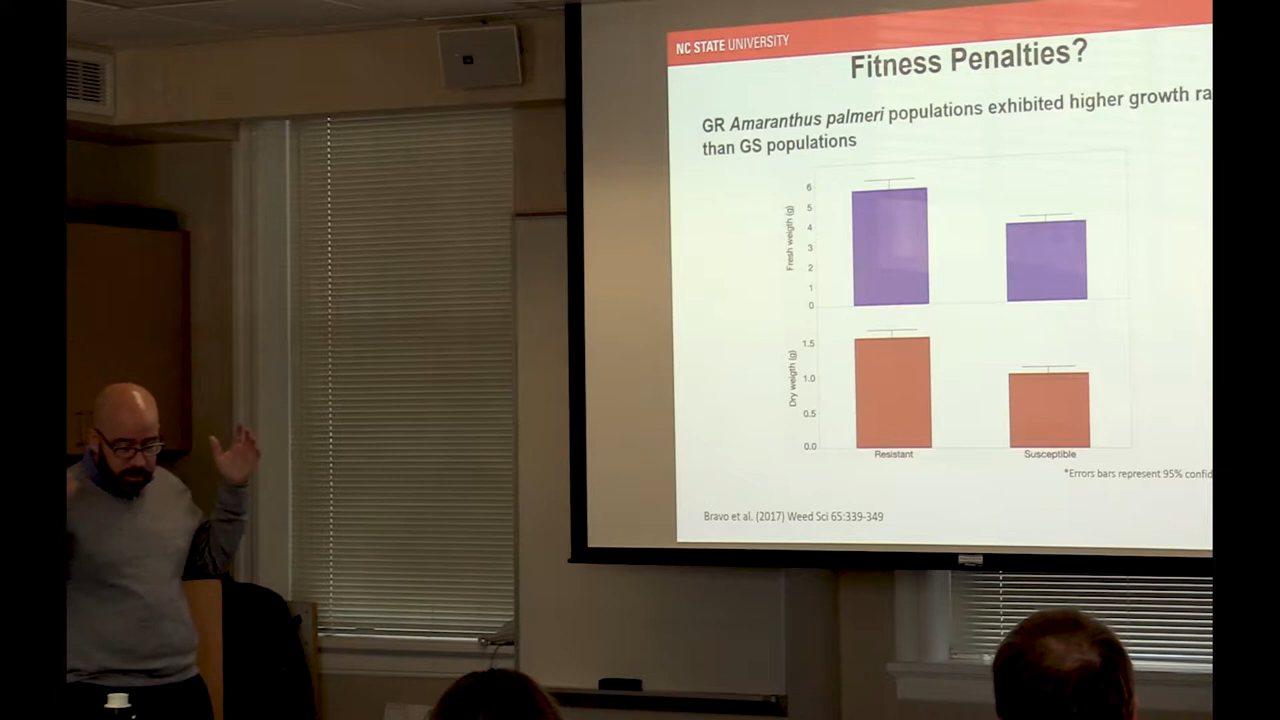 NC STATE UNIVERSITY
Fitness Penalties?
GR Amaranthus palmeri populations exhibited higher growth ra
than GS populations
Fresh weigth (g)
6
5
4
3
2
1
0
Dry weigth (g)
1.5
1.0
0.5
0.0
Resistant Susceptible
*Errors bars represent 95% confid
Bravo et al. (2017) Weed Sci 65:339-349